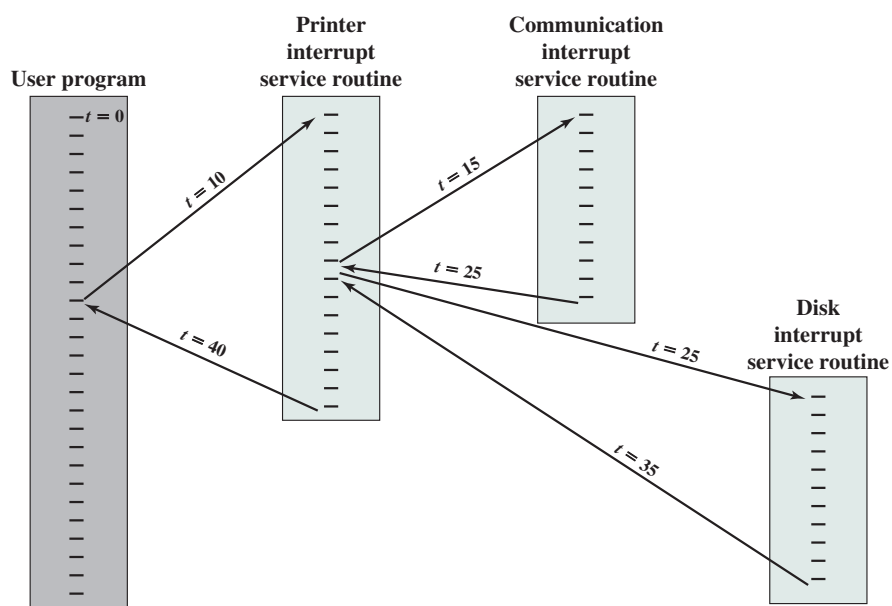 Printer
interrupt
service routine
Communication
interrupt
service routine
User program
t = 0
t = 10
t = 15
t = 25
t = 40
t = 25
t = 35
Disk
interrupt
service routine